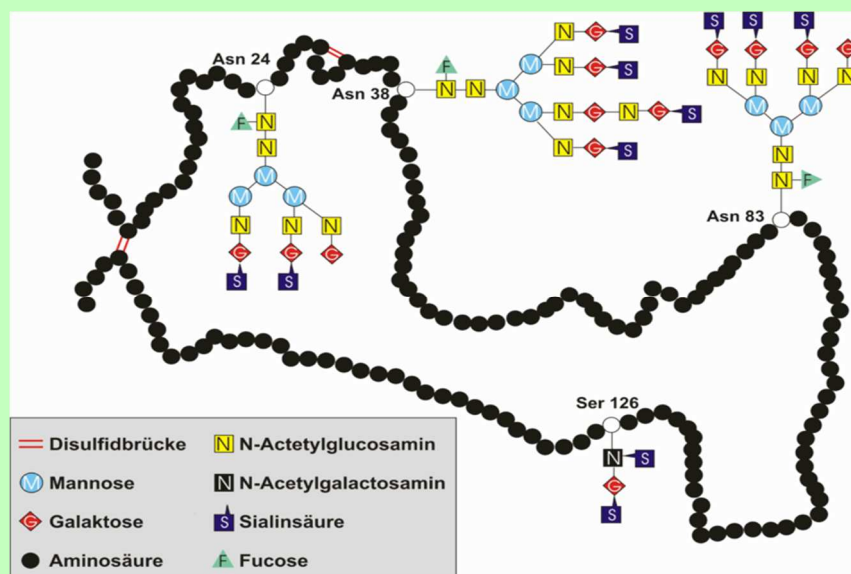 Asn 24
F N
N
M
M M
N N N
G G G
S S
Asn 38
F
N N M
M N G S
N G S
M N G N G S
N G S
S S S
G G G G
N N N N
M M
M
N
N F
Asn 83
Ser 126
N S
G
S
Disulfidbrücke
M Mannose
G Galaktose
Aminosäure
N N-Actetylglucosamin
N N-Acetylgalactosamin
S Sialinsäure
F Fucose